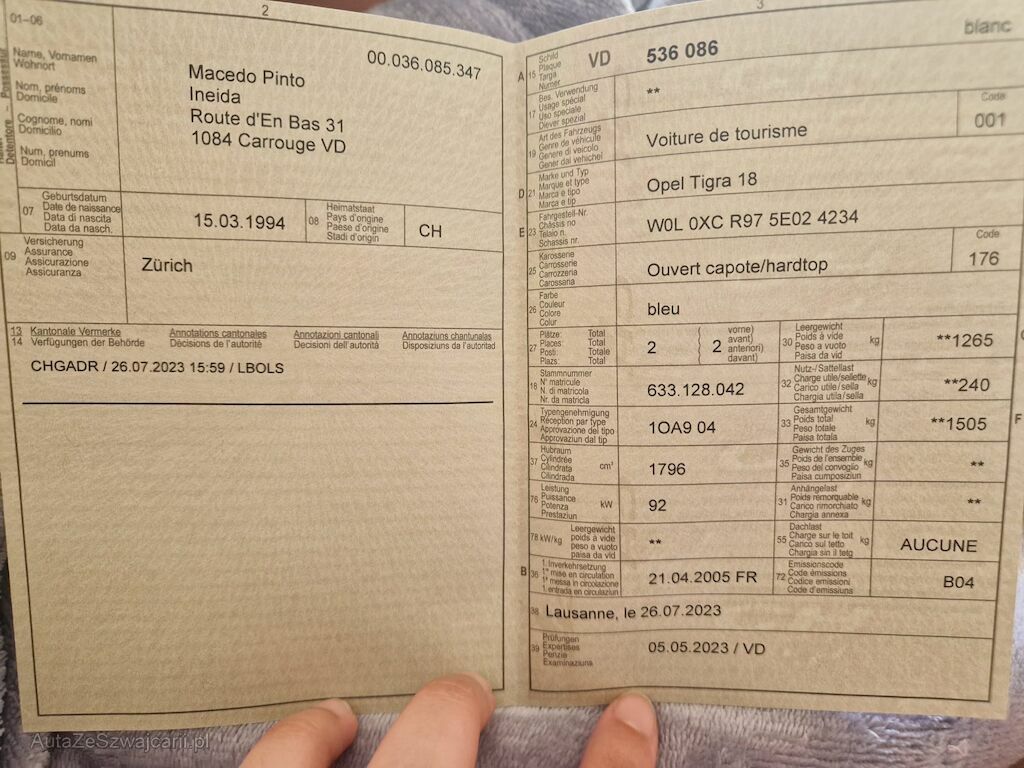 2
01-06
Name, Vornamen
Wohnort
Nom, prénoms
Domicile
Cognome, nomi
Domicilio
Num, prenums
Domicil
00.036.085.347
Macedo Pinto
Ineida
Route d'En Bas 31
1084 Carrouge VD
07
Geburtsdatum
Date de naissance
Data di nascita
Data da nasch.
15.03.1994
08
Heimatstaat
Pays d'origine
Paese d'origine
Stadi d'origin
CH
09
Versicherung
Assurance
Assicurazione
Assicuranza
Zürich
13 Kantonale Vermerke Annotations cantonales Annotazioni cantonali Annotaziuns chantunalas
14 Verfügungen der Behörde Décisions de l'autorité Decisioni dell'autorità Disposiziuns da l'autoritad
CHGADR / 26.07.2023 15:59 / LBOLS
3
blanc
A 15
Schild
Plaque
Targa
Numer
VD 536 086
17
Bes. Verwendung
Usage spécial
Uso speciale
Diever spezial
**
19
Art des Fahrzeugs
Genre de véhicule
Genere di veicolo
Gener dal vehichel
Voiture de tourisme
Code
001
D 21
Marke und Typ
Marque et type
Marca e tipo
Marca e tip
Opel Tigra 18
E 23
Fahrgestell-Nr.
Châssis no
Telaio n.
Schassis nr.
W0L 0XC R97 5E02 4234
25
Karosserie
Carrosserie
Carrozzeria
Carossaria
Ouvert capote/hardtop
Code
176
26
Farbe
Couleur
Colore
Colur
bleu
27
Plätze: Total
Places: Total
Posti: Totale
Plazs: Total
2
2
vorne)
avant)
anteriori)
davant)
30
Leergewicht
Poids à vide
Peso a vuoto
Paisa da vid
kg
**1265
18
Stammnummer
N° matricule
N. di matricola
Nr. da matricla
633.128.042
32
Nutz-/Sattellast
Charge utile/sellette
Carico utile/sella
Chargia utila/sella
kg
**240
24
Typengenehmigung
Réception par type
Approvazione del tipo
Approvaziun dal tip
1OA9 04
33
Gesamtgewicht
Poids total
Peso totale
Paisa totala
kg
**1505
F
37
Hubraum
Cylindrée
Cilindrata
Cilindrada
cm³
1796
35
Gewicht des Zuges
Poids de l'ensemble
Peso del convoglio
Paisa cumposiziun
kg
**
76
Leistung
Puissance
Potenza
Prestaziun
kW
92
31
Anhängelast
Poids remorquable
Carico rimorchiato
Chargia annexa
kg
**
78 kW/kg
Leergewicht
poids à vide
peso a vuoto
paisa da vid
**
55
Dachlast
Charge sur le toit
Carico sul tetto
Chargia sin il tetg
kg
AUCUNE
B 36
1. Inverkehrsetzung
1re mise en circulation
1a messa in circolazione
1. entrada en circulaziun
21.04.2005 FR
72
Emissionscode
Code émissions
Codice emissioni
Code d'emissiuns
B04
38 Lausanne, le 26.07.2023
39
Prüfungen
Expertises
Perizie
Examinaziuns
05.05.2023 / VD
AutaZeSzwajcarii.pl